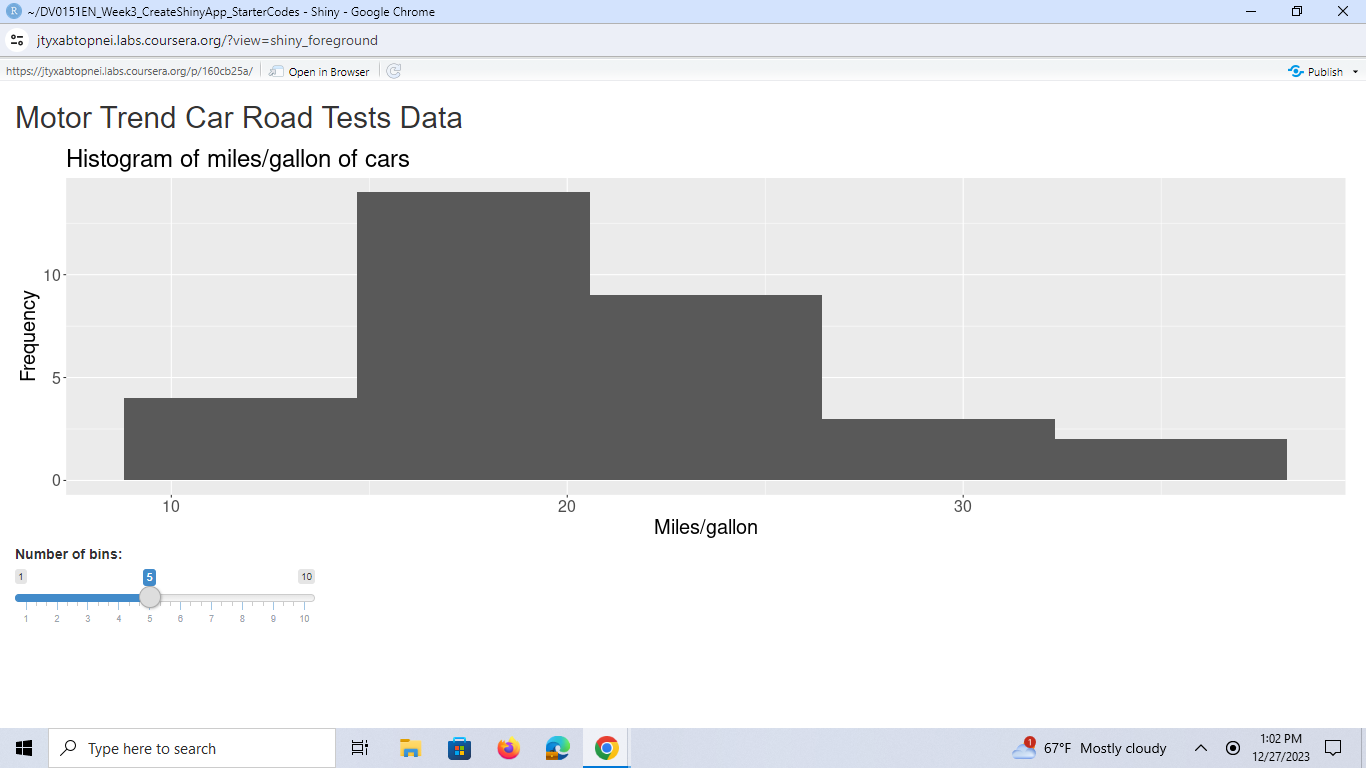 R ~/DV0151EN_Week3_CreateShinyApp_StarterCodes - Shiny - Google Chrome
jtyxabtopnei.labs.coursera.org/?view=shiny_foreground
https://jtyxabtopnei.labs.coursera.org/p/160cb25a/ Open in Browser Publish
Motor Trend Car Road Tests Data
Histogram of miles/gallon of cars
Frequency
10
5
0
10 20 30
Miles/gallon
Number of bins:
1 5 10
1 2 3 4 5 6 7 8 9 10
Type here to search
1 67°F Mostly cloudy
1:02 PM
12/27/2023